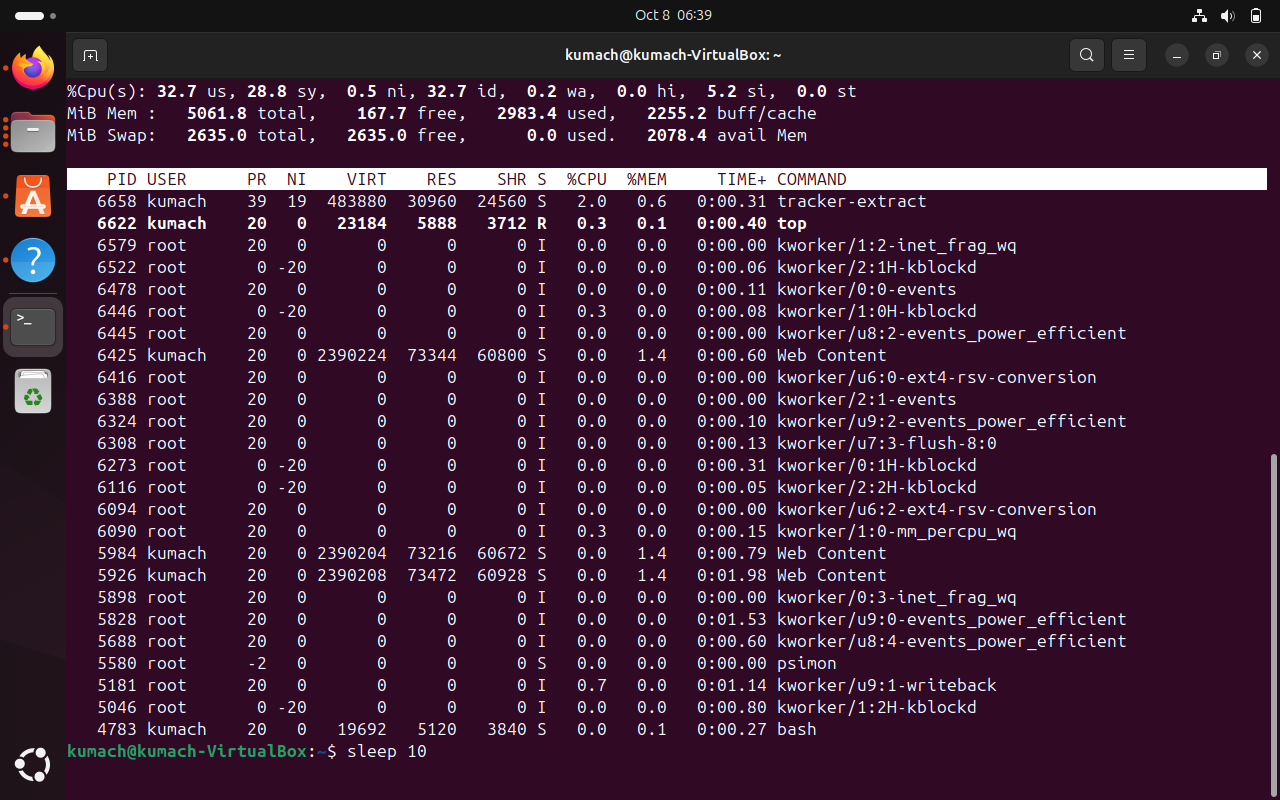 Oct 8 06:39
kumach@kumach-VirtualBox: ~
%Cpu(s): 32.7 us, 28.8 sy,  0.5 ni, 32.7 id,  0.2 wa,  0.0 hi,  5.2 si,  0.0 st
MiB Mem :   5061.8 total,    167.7 free,   2983.4 used,   2255.2 buff/cache
MiB Swap:   2635.0 total,   2635.0 free,      0.0 used.   2078.4 avail Mem
PID USER      PR  NI    VIRT    RES    SHR S  %CPU  %MEM     TIME+ COMMAND
6658 kumach    39  19  483880  30960  24560 S   2.0   0.6   0:00.31 tracker-extract
6622 kumach    20   0   23184   5888   3712 R   0.3   0.1   0:00.40 top
6579 root      20   0       0      0      0 I   0.0   0.0   0:00.00 kworker/1:2-inet_frag_wq
6522 root       0 -20       0      0      0 I   0.0   0.0   0:00.06 kworker/2:1H-kblockd
6478 root      20   0       0      0      0 I   0.0   0.0   0:00.11 kworker/0:0-events
6446 root       0 -20       0      0      0 I   0.3   0.0   0:00.08 kworker/1:0H-kblockd
6445 root      20   0       0      0      0 I   0.0   0.0   0:00.00 kworker/u8:2-events_power_efficient
6425 kumach    20   0 2390224  73344  60800 S   0.0   1.4   0:00.60 Web Content
6416 root      20   0       0      0      0 I   0.0   0.0   0:00.00 kworker/u6:0-ext4-rsv-conversion
6388 root      20   0       0      0      0 I   0.0   0.0   0:00.00 kworker/2:1-events
6324 root      20   0       0      0      0 I   0.0   0.0   0:00.10 kworker/u9:2-events_power_efficient
6308 root      20   0       0      0      0 I   0.0   0.0   0:00.13 kworker/u7:3-flush-8:0
6273 root       0 -20       0      0      0 I   0.0   0.0   0:00.31 kworker/0:1H-kblockd
6116 root       0 -20       0      0      0 I   0.0   0.0   0:00.05 kworker/2:2H-kblockd
6094 root      20   0       0      0      0 I   0.0   0.0   0:00.00 kworker/u6:2-ext4-rsv-conversion
6090 root      20   0       0      0      0 I   0.3   0.0   0:00.15 kworker/1:0-mm_percpu_wq
5984 kumach    20   0 2390204  73216  60672 S   0.0   1.4   0:00.79 Web Content
5926 kumach    20   0 2390208  73472  60928 S   0.0   1.4   0:01.98 Web Content
5898 root      20   0       0      0      0 I   0.0   0.0   0:00.00 kworker/0:3-inet_frag_wq
5828 root      20   0       0      0      0 I   0.0   0.0   0:01.53 kworker/u9:0-events_power_efficient
5688 root      20   0       0      0      0 I   0.0   0.0   0:00.60 kworker/u8:4-events_power_efficient
5580 root      -2   0       0      0      0 S   0.0   0.0   0:00.00 psimon
5181 root      20   0       0      0      0 I   0.7   0.0   0:01.14 kworker/u9:1-writeback
5046 root       0 -20       0      0      0 I   0.0   0.0   0:00.80 kworker/1:2H-kblockd
4783 kumach    20   0   19692   5120   3840 S   0.0   0.1   0:00.27 bash
kumach@kumach-VirtualBox:~$ sleep 10